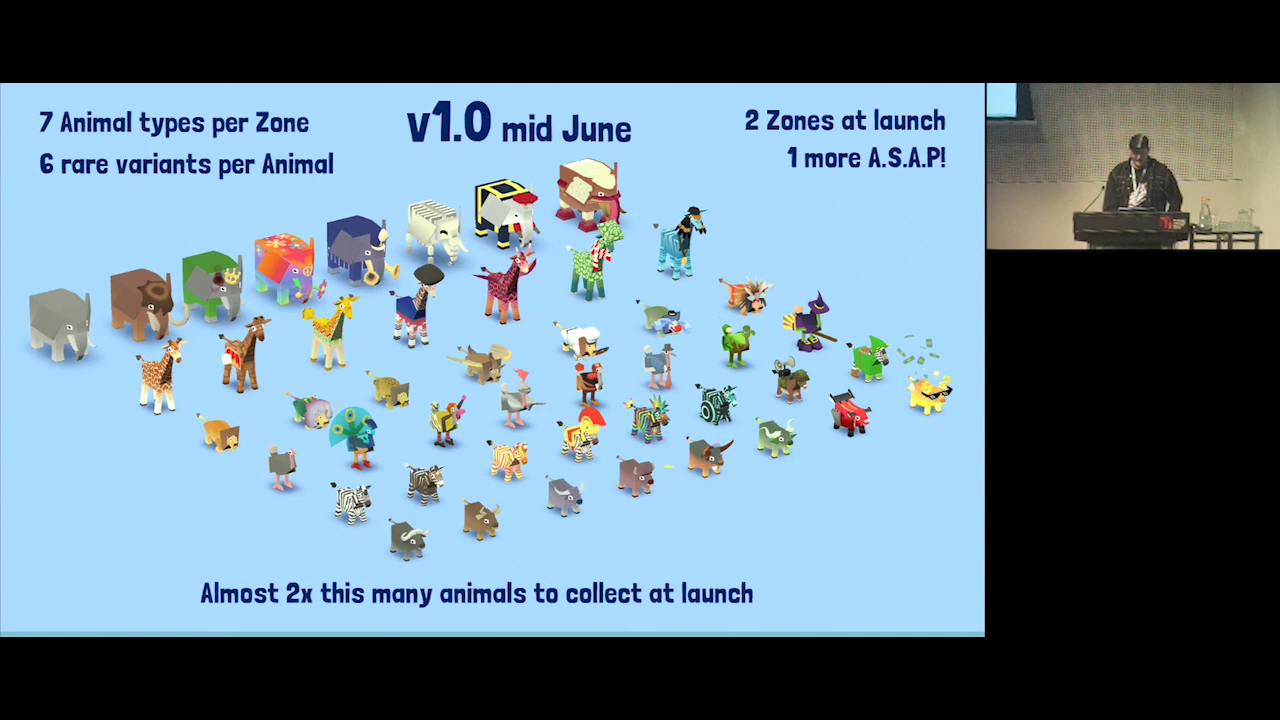 7 Animal types per Zone
6 rare variants per Animal
v1.0 mid June
2 Zones at launch
1 more A.S.A.P!
Almost 2x this many animals to collect at launch